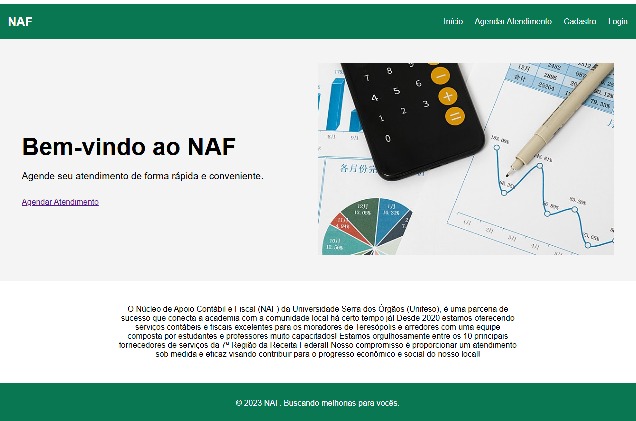 NAF
Início Agendar Atendimento Cadastro Login
Bem-vindo ao NAF
Agende seu atendimento de forma rápida e conveniente.
Agendar Atendimento
各月份
O Núcleo de Apoio Contábil e Fiscal (NAF) da Universidade Serra dos Órgãos (Unifeso), é uma parceria de
sucesso que conecta a academia com a comunidade local há certo tempo já! Desde 2020 estamos oferecendo
serviços contábeis e fiscais excelentes para os moradores de Teresópolis e arredores com uma equipe
composta por estudantes e professores muito capacitados! Estamos orgulhosamente entre os 10 principais
fornecedores de serviços da 7ª Região da Receita Federal! Nosso compromisso é proporcionar um atendimento
sob medida e eficaz visando contribuir para o progresso econômico e social do nosso local!
© 2023 NAF. Buscando melhorias para vocês.